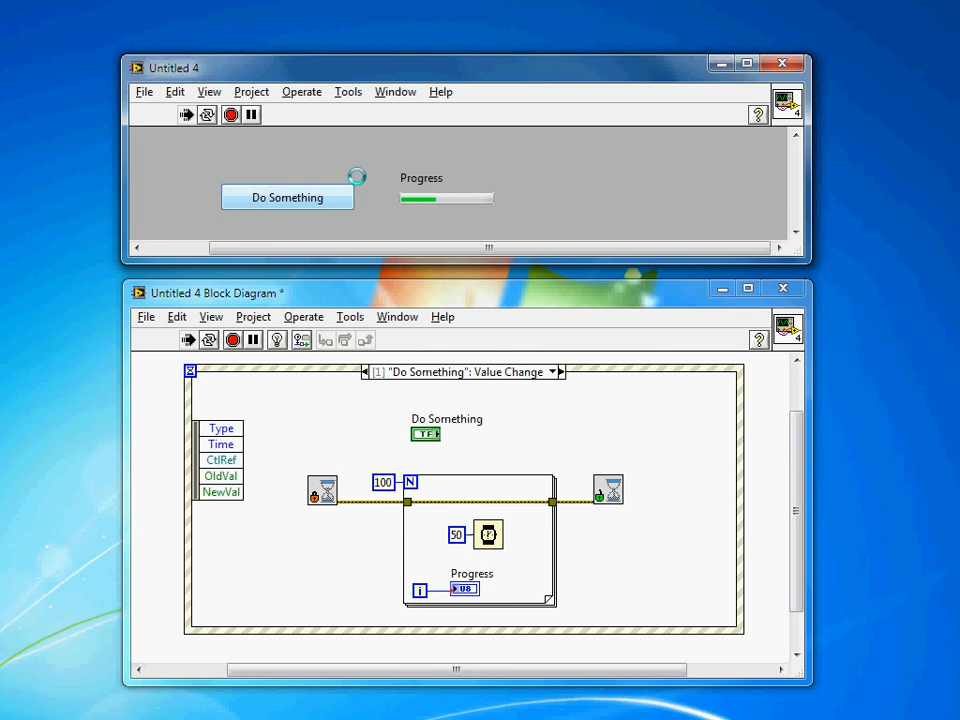 Untitled 4
File Edit View Project Operate Tools Window Help
?
4
Progress
Do Something
Untitled 4 Block Diagram *
File Edit View Project Operate Tools Window Help
?
4
[1] "Do Something": Value Change
Do Something
TF
Type
Time
CtlRef
OldVal
NewVal
100
N
50
Progress
i
U8